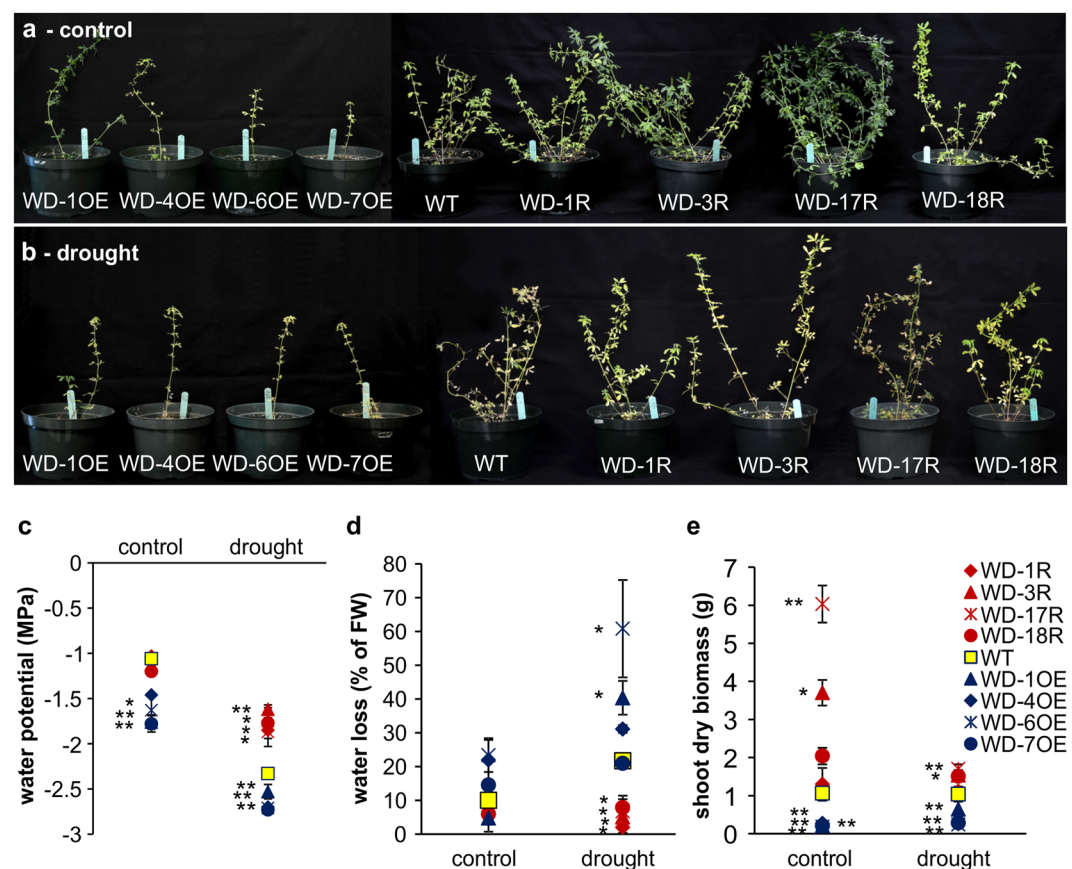 a - control
WD-1OE WD-4OE WD-6OE WD-7OE WT WD-1R WD-3R WD-17R WD-18R
b - drought
WD-1OE WD-4OE WD-6OE WD-7OE WT WD-1R WD-3R WD-17R WD-18R
c
control drought
water potential (MPa)
0
-0.5
-1
-1.5
-2
-2.5
-3
*
**
**
**
*
*
*
**
**
**
d
water loss (% of FW)
80
70
60
50
40
30
20
10
0
*
*
*
*
*
*
control drought
e
shoot dry biomass (g)
7
6
5
4
3
2
1
0
**
*
**
**
**
**
**
*
**
**
**
control drought
WD-1R
WD-3R
WD-17R
WD-18R
WT
WD-1OE
WD-4OE
WD-6OE
WD-7OE